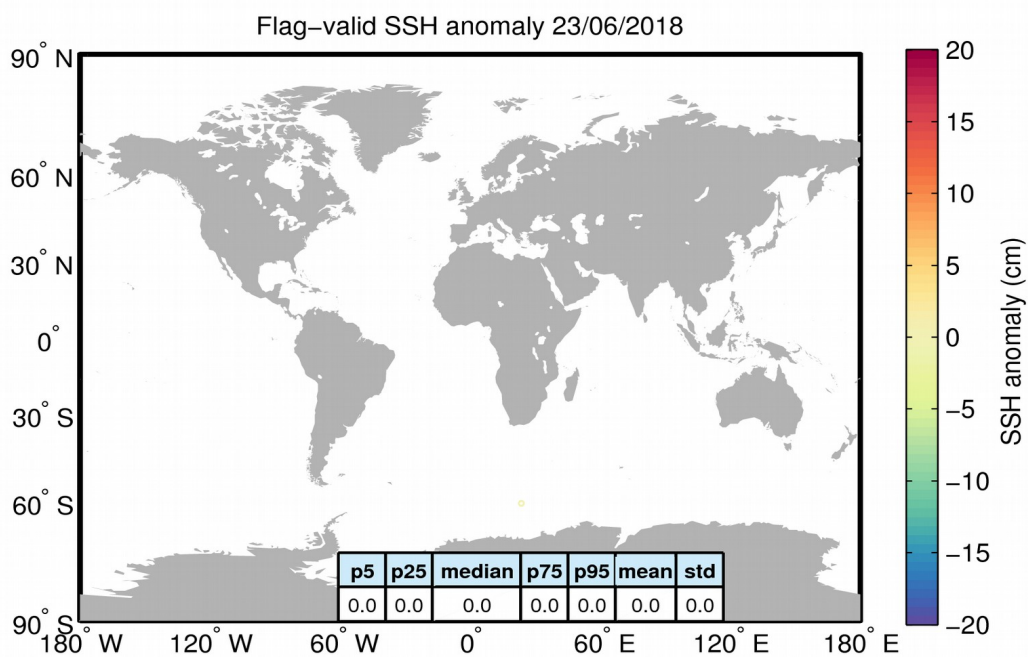 Flag−valid SSH anomaly 23/06/2018
90° N
60° N
30° N
0°
30° S
60° S
90° S
180° W 120° W 60° W 0° 60° E 120° E 180° E
p5 p25 median p75 p95 mean std
0.0 0.0 0.0 0.0 0.0 0.0 0.0
20
15
10
5
0
−5
−10
−15
−20
SSH anomaly (cm)